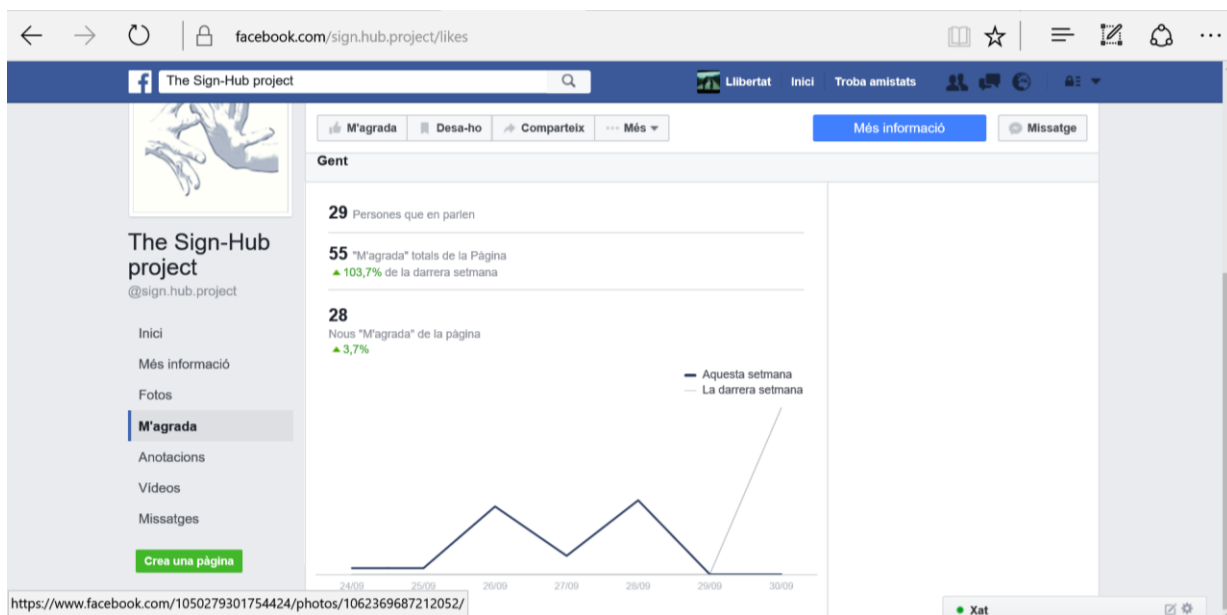 facebook.com/sign.hub.project/likes
The Sign-Hub project
Llibertat Inici Troba amistats
M'agrada Desa-ho Comparteix ··· Més
Més informació Missatge
Gent
29 Persones que en parlen
55 "M'agrada" totals de la Pàgina
103,7% de la darrera setmana
28
Nous "M'agrada" de la pàgina
3,7%
Aquesta setmana
La darrera setmana
24/09 25/09 26/09 27/09 28/09 29/09 30/09
The Sign-Hub
project
@sign.hub.project
Inici
Més informació
Fotos
M'agrada
Anotacions
Vídeos
Missatges
Crea una pàgina
https://www.facebook.com/1050279301754424/photos/1062369687212052/
Xat